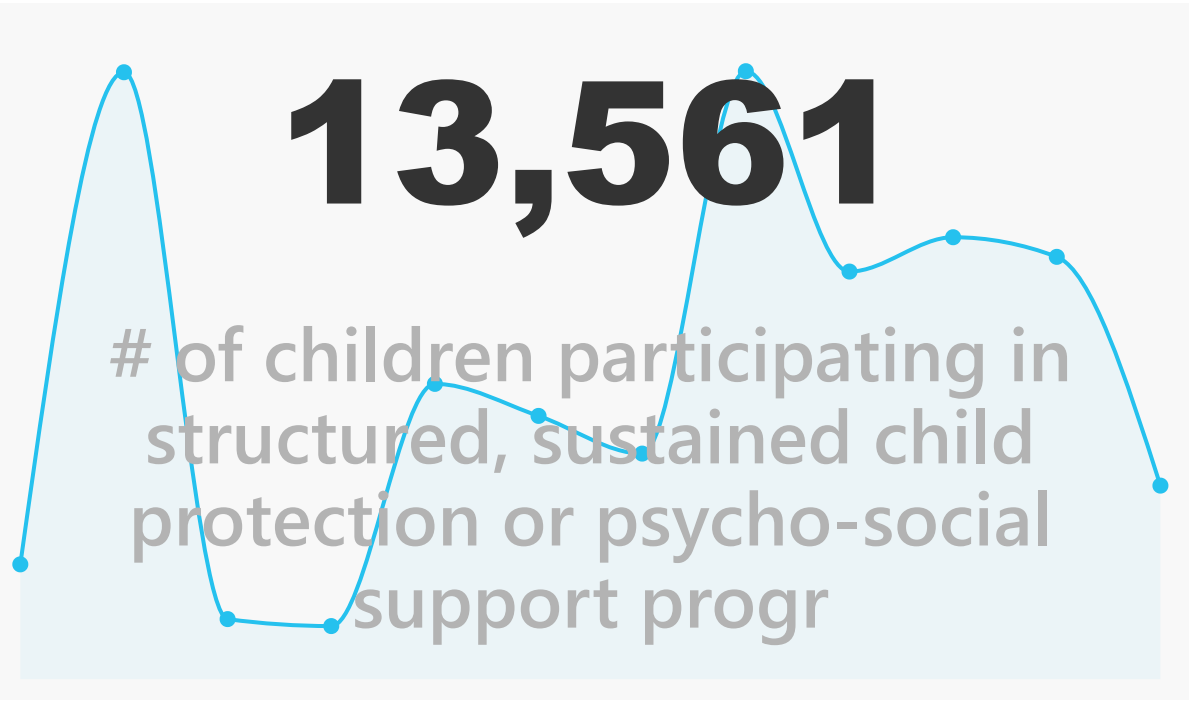 13,561
# of children participating in
structured, sustained child
protection or psycho-social
support progr